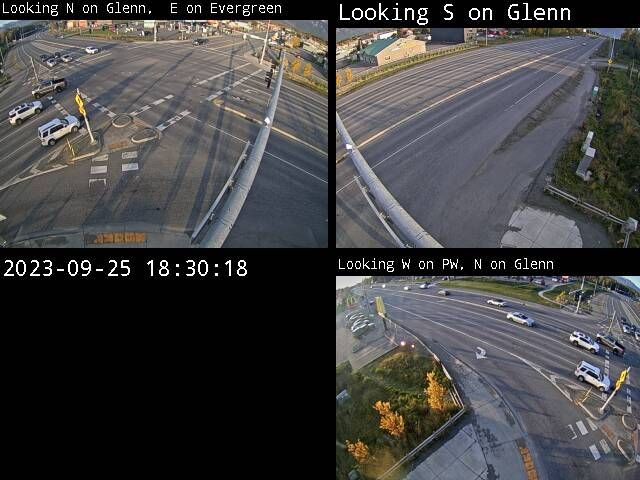 Looking N on Glenn,  E on Evergreen
Looking S on Glenn
2023-09-25 18:30:18
Looking W on PW, N on Glenn